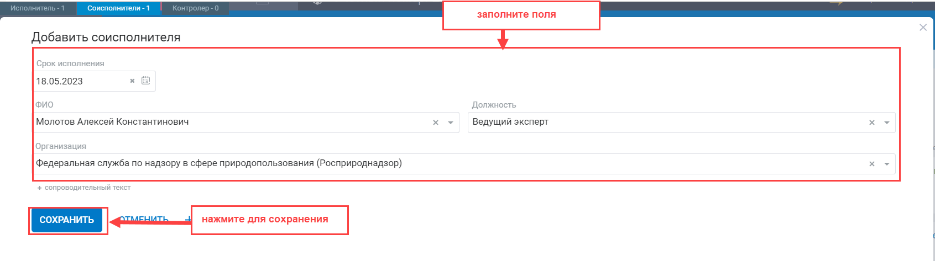 Исполнитель - 1 Соисполнители - 1 Контролер - 0
заполните поля
Добавить соисполнителя
Срок исполнения
18.05.2023
ФИО Должность
Молотов Алексей Константинович Ведущий эксперт
Организация
Федеральная служба по надзору в сфере природопользования (Росприроднадзор)
+ сопроводительный текст
СОХРАНИТЬ ОТМЕНИТЬ + нажмите для сохранения